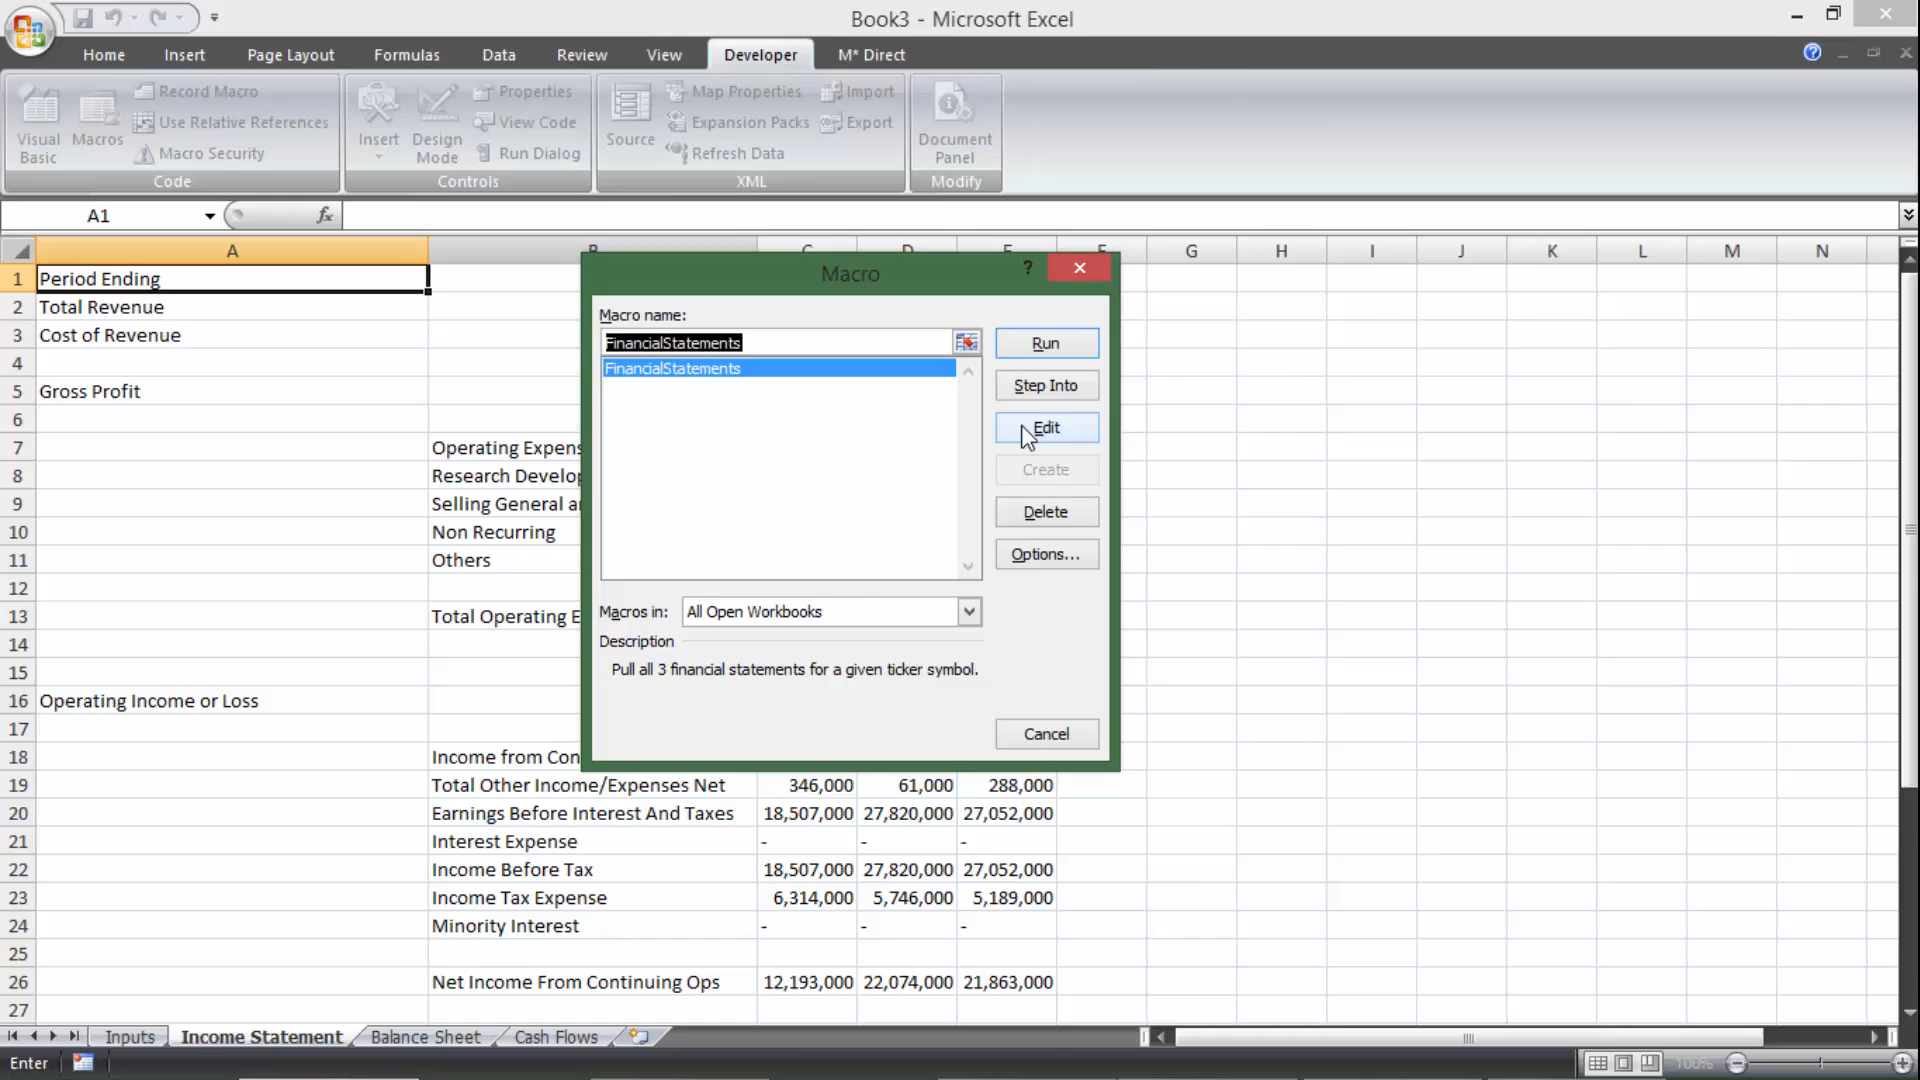 Book3 - Microsoft Excel
Home Insert Page Layout Formulas Data Review View Developer M* Direct
Visual Basic
Macros
Record Macro
Use Relative References
Macro Security
Code
Insert
Design Mode
Properties
View Code
Run Dialog
Controls
Source
Map Properties
Expansion Packs
Refresh Data
Import
Export
XML
Document Panel
Modify
A1 fx
A B C D E F G H I J K L M N
1 Period Ending
2 Total Revenue
3 Cost of Revenue
4
5 Gross Profit
6
7 Operating Expens
8 Research Develop
9 Selling General a
10 Non Recurring
11 Others
12
13 Total Operating E
14
15
16 Operating Income or Loss
17
18 Income from Con
19 Total Other Income/Expenses Net 346,000 61,000 288,000
20 Earnings Before Interest And Taxes 18,507,000 27,820,000 27,052,000
21 Interest Expense - - -
22 Income Before Tax 18,507,000 27,820,000 27,052,000
23 Income Tax Expense 6,314,000 5,746,000 5,189,000
24 Minority Interest - - -
25
26 Net Income From Continuing Ops 12,193,000 22,074,000 21,863,000
27
Macro ?
Macro name:
FinancialStatements
FinancialStatements
Run
Step Into
Edit
Create
Delete
Options...
Macros in: All Open Workbooks
Description
Pull all 3 financial statements for a given ticker symbol.
Cancel
Inputs Income Statement Balance Sheet Cash Flows
Enter 100%